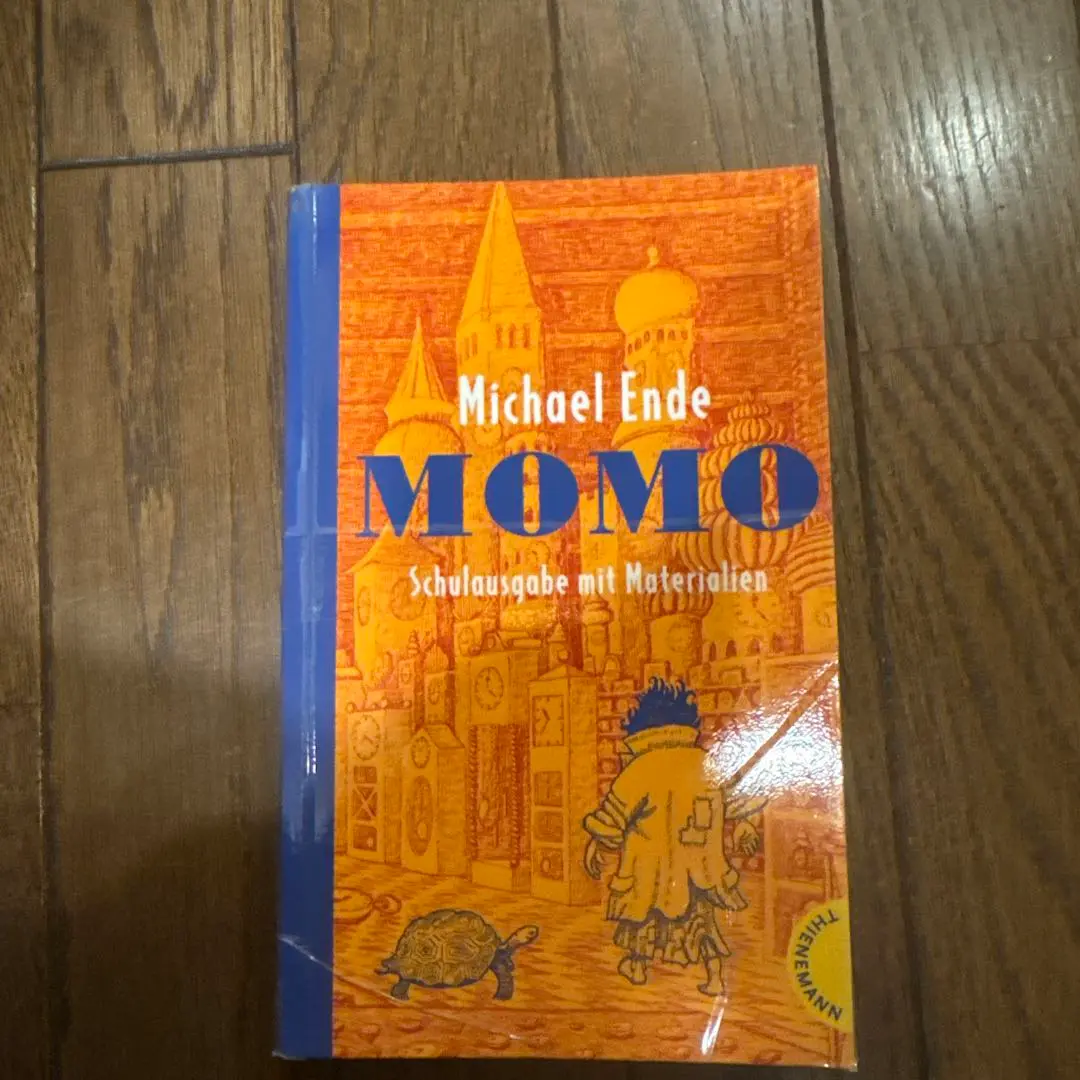 Michael Ende
MOMO
Schulausgabe mit Materialien
THIENEMANN